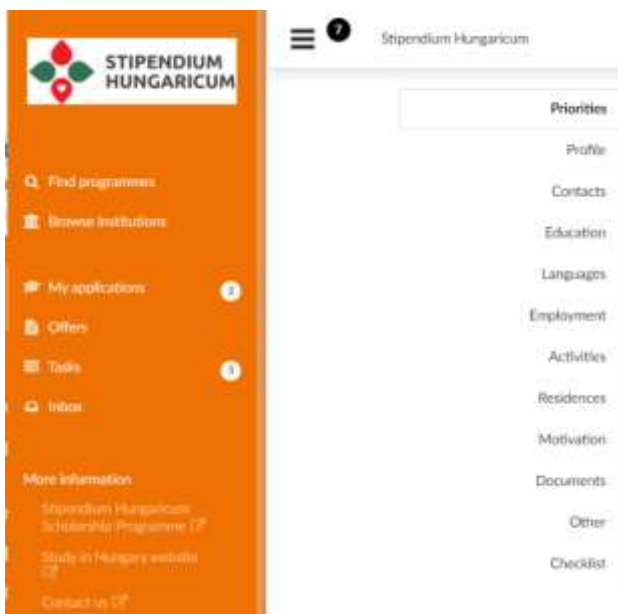 STIPENDIUM
HUNGARICUM
Find programmes
Browse institutions
My applications
Offers
Tasks
Inbox
More information
Stipendium Hungaricum
Scholarship Programme
Study in Hungary website
Contact us
7
Stipendium Hungaricum
Priorities
Profile
Contacts
Education
Languages
Employment
Activities
Residences
Motivation
Documents
Other
Checklist